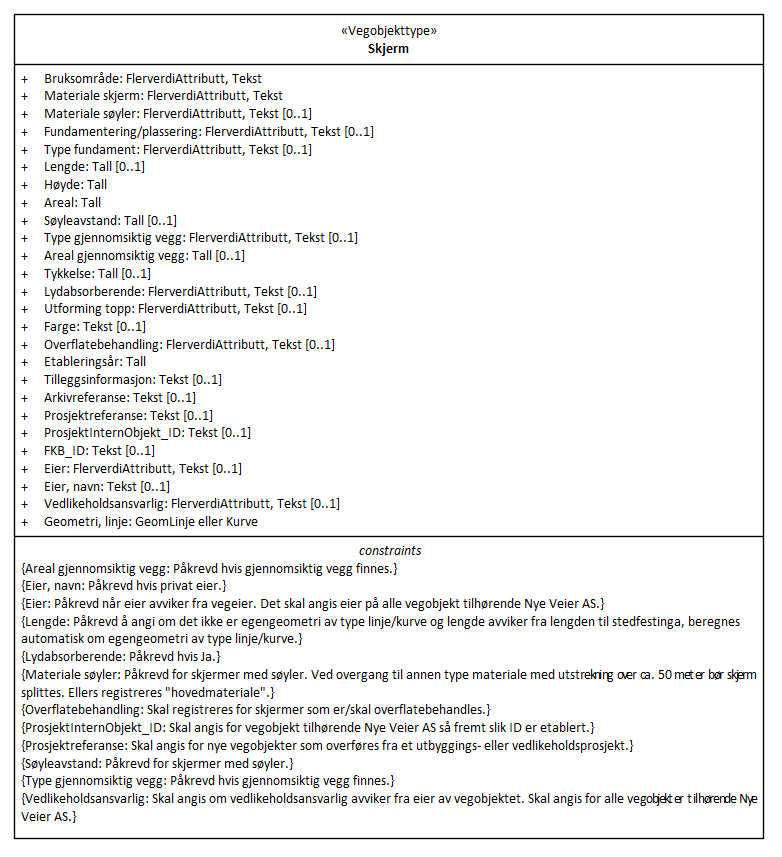 «Vegobjekttype»
Skjerm
+ Bruksområde: FlerverdiAttributt, Tekst
+ Materiale skjerm: FlerverdiAttributt, Tekst
+ Materiale søyler: FlerverdiAttributt, Tekst [0..1]
+ Fundamentering/plassering: FlerverdiAttributt, Tekst [0..1]
+ Type fundament: FlerverdiAttributt, Tekst [0..1]
+ Lengde: Tall [0..1]
+ Høyde: Tall
+ Areal: Tall
+ Søyleavstand: Tall [0..1]
+ Type gjennomsiktig vegg: FlerverdiAttributt, Tekst [0..1]
+ Areal gjennomsiktig vegg: Tall [0..1]
+ Tykkelse: Tall [0..1]
+ Lydabsorberende: FlerverdiAttributt, Tekst [0..1]
+ Utforming topp: FlerverdiAttributt, Tekst [0..1]
+ Farge: Tekst [0..1]
+ Overflatebehandling: FlerverdiAttributt, Tekst [0..1]
+ Etableringsår: Tall
+ Tilleggsinformasjon: Tekst [0..1]
+ Arkivreferanse: Tekst [0..1]
+ Prosjektreferanse: Tekst [0..1]
+ ProsjektInternObjekt_ID: Tekst [0..1]
+ FKB_ID: Tekst [0..1]
+ Eier: FlerverdiAttributt, Tekst [0..1]
+ Eier, navn: Tekst [0..1]
+ Vedlikeholdsansvarlig: FlerverdiAttributt, Tekst [0..1]
+ Geometri, linje: GeomLinje eller Kurve
constraints
{Areal gjennomsiktig vegg: Påkrevd hvis gjennomsiktig vegg finnes.}
{Eier, navn: Påkrevd hvis privat eier.}
{Eier: Påkrevd når eier avviker fra vegeier. Det skal angis eier på alle vegobjekt tilhørende Nye Veier AS.}
{Lengde: Påkrevd å angi om det ikke er egengeometri av type linje/kurve og lengde avviker fra lengden til stedfestinga, beregnes
automatisk om egengeometri av type linje/kurve.}
{Lydabsorberende: Påkrevd hvis Ja.}
{Materiale søyler: Påkrevd for skjermer med søyler. Ved overgang til annen type materiale med utstrekning over ca. 50 meter bør skjerm
splittes. Ellers registreres "hovedmateriale".}
{Overflatebehandling: Skal registreres for skjermer som er/skal overflatebehandles.}
{ProsjektInternObjekt_ID: Skal angis for vegobjekt tilhørende Nye Veier AS så fremt slik ID er etablert.}
{Prosjektreferanse: Skal angis for nye vegobjekter som overføres fra et utbyggings- eller vedlikeholdsprosjekt.}
{Søyleavstand: Påkrevd for skjermer med søyler.}
{Type gjennomsiktig vegg: Påkrevd hvis gjennomsiktig vegg finnes.}
{Vedlikeholdsansvarlig: Skal angis om vedlikeholdsansvarlig avviker fra eier av vegobjektet. Skal angis for alle vegobjekter tilhørende Nye
Veier AS.}